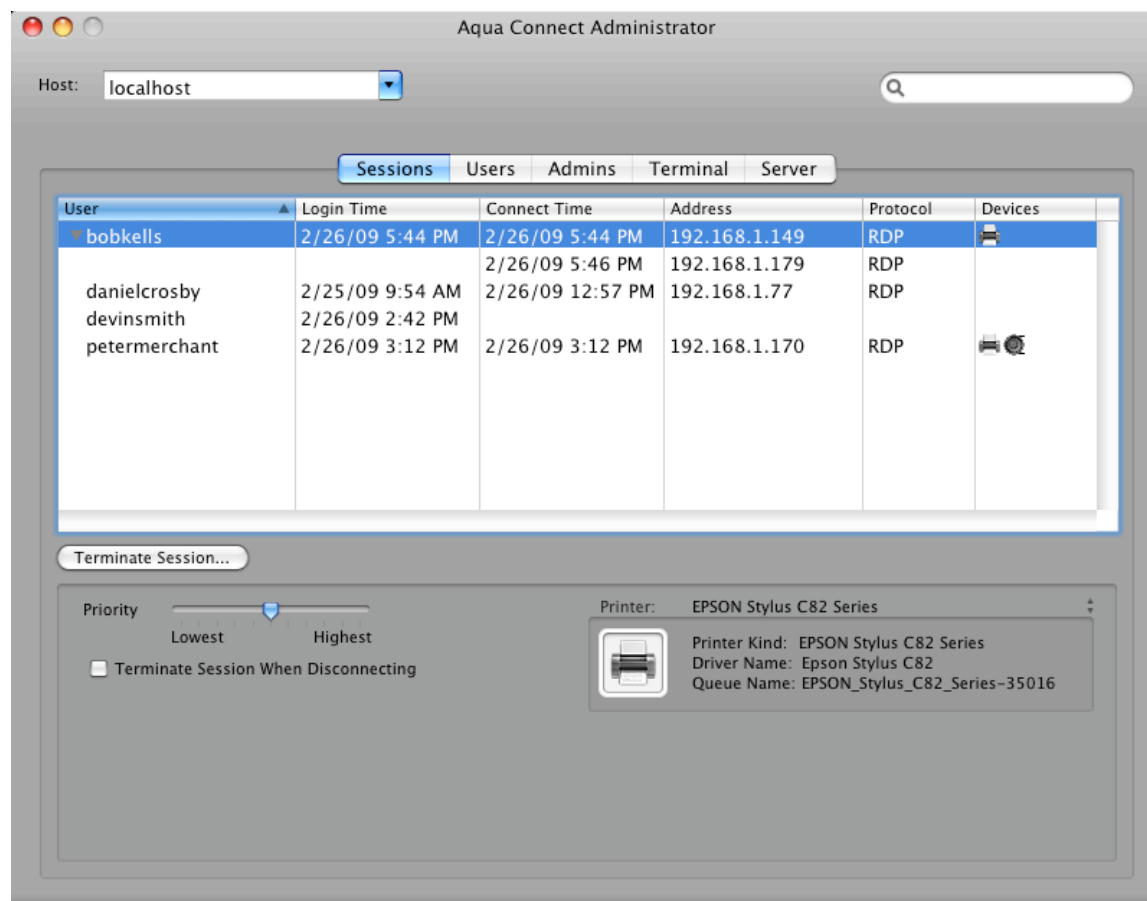 Aqua Connect Administrator
Host: localhost
Sessions Users Admins Terminal Server
User Login Time Connect Time Address Protocol Devices
bobkells 2/26/09 5:44 PM 2/26/09 5:44 PM 192.168.1.149 RDP
2/26/09 5:46 PM 192.168.1.179 RDP
danielcrosby 2/25/09 9:54 AM 2/26/09 12:57 PM 192.168.1.77 RDP
devinsmith 2/26/09 2:42 PM
petermerchant 2/26/09 3:12 PM 2/26/09 3:12 PM 192.168.1.170 RDP
Terminate Session...
Priority
Lowest Highest
Terminate Session When Disconnecting
Printer: EPSON Stylus C82 Series
Printer Kind: EPSON Stylus C82 Series
Driver Name: Epson Stylus C82
Queue Name: EPSON_Stylus_C82_Series-35016